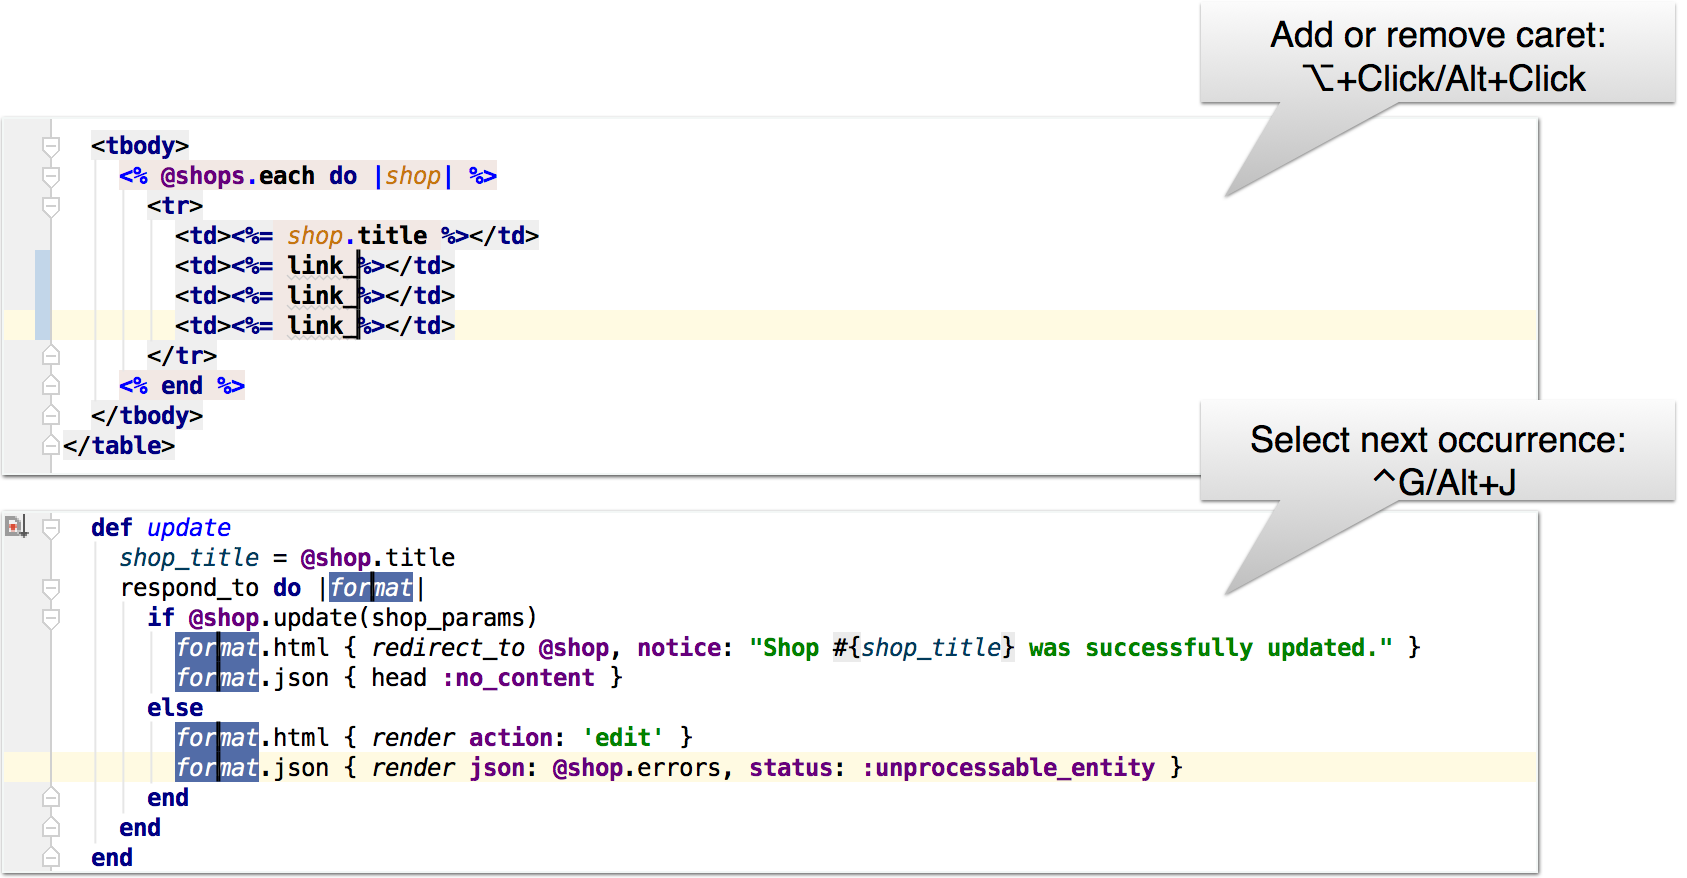 Add or remove caret:
⌥+Click/Alt+Click
<tbody>
<% @shops.each do |shop| %>
<tr>
<td><%= shop.title %></td>
<td><%= link_%></td>
<td><%= link_%></td>
<td><%= link_%></td>
</tr>
<% end %>
</tbody>
</table>
Select next occurrence:
^G/Alt+J
def update
shop_title = @shop.title
respond_to do |format|
if @shop.update(shop_params)
format.html { redirect_to @shop, notice: "Shop #{shop_title} was successfully updated." }
format.json { head :no_content }
else
format.html { render action: 'edit' }
format.json { render json: @shop.errors, status: :unprocessable_entity }
end
end
end